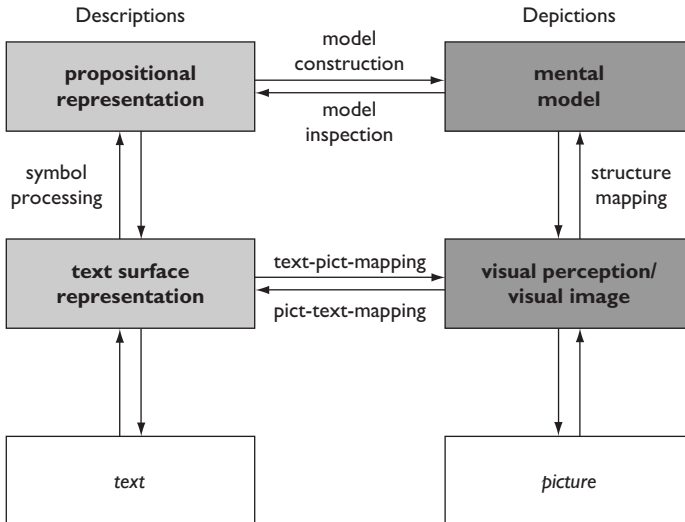 Descriptions
Depictions
propositional
representation
model
construction
model
inspection
mental
model
symbol
processing
structure
mapping
text surface
representation
text-pict-mapping
pict-text-mapping
visual perception/
visual image
text
picture